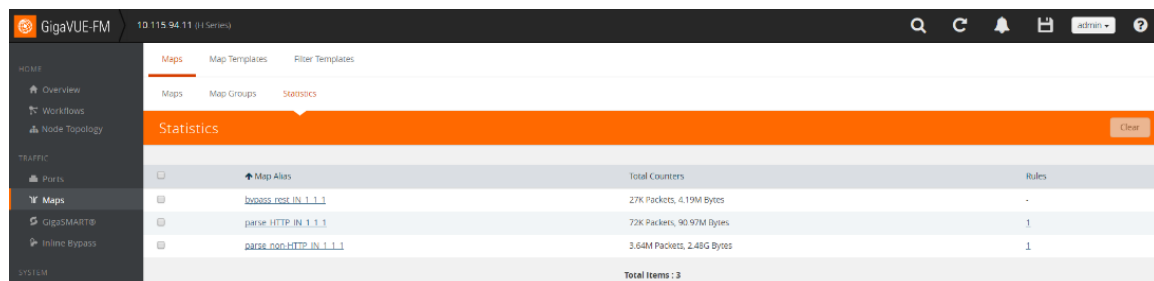 GigaVUE-FM 10.115.94.11 (H Series) admin
HOME
Overview
Workflows
Node Topology
TRAFFIC
Ports
Maps
GigaSMART®
Inline Bypass
SYSTEM
Maps Map Templates Filter Templates
Maps Map Groups Statistics
Statistics Clear
Map Alias Total Counters Rules
bypass_rest_IN_1_1_1 27K Packets, 4.19M Bytes -
parse_HTTP_IN_1_1_1 72K Packets, 90.97M Bytes 1
parse_non-HTTP_IN_1_1_1 3.64M Packets, 2.48G Bytes 1
Total Items : 3